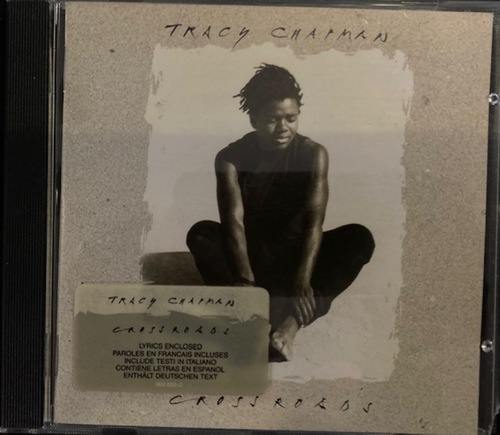 TRACY CHAPMAN
TRACY CHAPMAN
CROSSROADS
LYRICS ENCLOSED
PAROLES EN FRANCAIS INCLUSES
INCLUDE TESTI IN ITALIANO
CONTIENE LETRAS EN ESPANOL
ENTHÄLT DEUTSCHEN TEXT
CROSSROADS